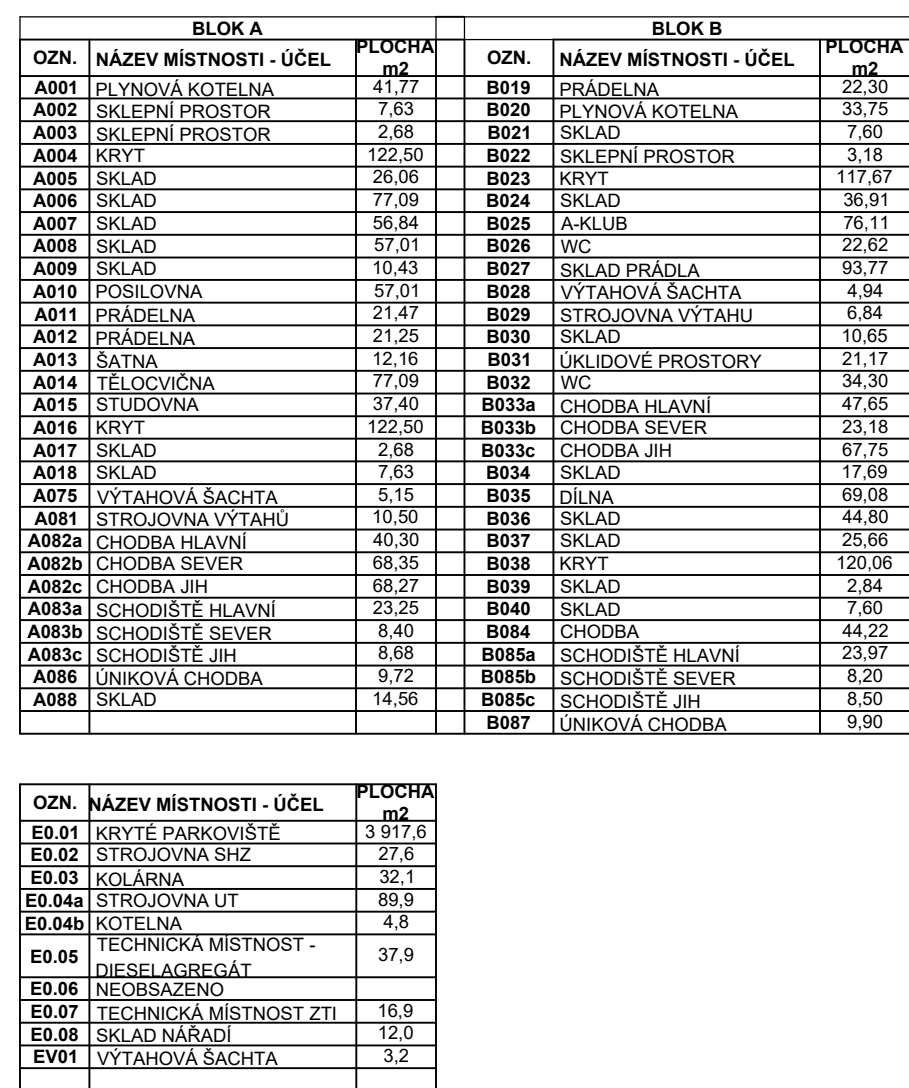 BLOK A BLOK B
OZN. NÁZEV MÍSTNOSTI - ÚČEL PLOCHA m2 OZN. NÁZEV MÍSTNOSTI - ÚČEL PLOCHA m2
A001 PLYNOVÁ KOTELNA 41,77 B019 PRÁDELNA 22,30
A002 SKLEPNÍ PROSTOR 7,63 B020 PLYNOVÁ KOTELNA 33,75
A003 SKLEPNÍ PROSTOR 2,68 B021 SKLAD 7,60
A004 KRYT 122,50 B022 SKLEPNÍ PROSTOR 3,18
A005 SKLAD 26,06 B023 KRYT 117,67
A006 SKLAD 77,09 B024 SKLAD 36,91
A007 SKLAD 56,84 B025 A-KLUB 76,11
A008 SKLAD 57,01 B026 WC 22,62
A009 SKLAD 10,43 B027 SKLAD PRÁDLA 93,77
A010 POSILOVNA 57,01 B028 VÝTAHOVÁ ŠACHTA 4,94
A011 PRÁDELNA 21,47 B029 STROJOVNA VÝTAHU 6,84
A012 PRÁDELNA 21,25 B030 SKLAD 10,65
A013 ŠATNA 12,16 B031 ÚKLIDOVÉ PROSTORY 21,17
A014 TĚLOCVIČNA 77,09 B032 WC 34,30
A015 STUDOVNA 37,40 B033a CHODBA HLAVNÍ 47,65
A016 KRYT 122,50 B033b CHODBA SEVER 23,18
A017 SKLAD 2,68 B033c CHODBA JIH 67,75
A018 SKLAD 7,63 B034 SKLAD 17,69
A075 VÝTAHOVÁ ŠACHTA 5,15 B035 DÍLNA 69,08
A081 STROJOVNA VÝTAHŮ 10,50 B036 SKLAD 44,80
A082a CHODBA HLAVNÍ 40,30 B037 SKLAD 25,66
A082b CHODBA SEVER 68,35 B038 KRYT 120,06
A082c CHODBA JIH 68,27 B039 SKLAD 2,84
A083a SCHODIŠTĚ HLAVNÍ 23,25 B040 SKLAD 7,60
A083b SCHODIŠTĚ SEVER 8,40 B084 CHODBA 44,22
A083c SCHODIŠTĚ JIH 8,68 B085a SCHODIŠTĚ HLAVNÍ 23,97
A086 ÚNIKOVÁ CHODBA 9,72 B085b SCHODIŠTĚ SEVER 8,20
A088 SKLAD 14,56 B085c SCHODIŠTĚ JIH 8,50
B087 ÚNIKOVÁ CHODBA 9,90
OZN. NÁZEV MÍSTNOSTI - ÚČEL PLOCHA m2
E0.01 KRYTÉ PARKOVIŠTĚ 3 917,6
E0.02 STROJOVNA SHZ 27,6
E0.03 KOLÁRNA 32,1
E0.04a STROJOVNA UT 89,9
E0.04b KOTELNA 4,8
E0.05 TECHNICKÁ MÍSTNOST - 37,9
DIESELAGREGÁT
E0.06 NEOBSAZENO
E0.07 TECHNICKÁ MÍSTNOST ZTI 16,9
E0.08 SKLAD NÁŘADÍ 12,0
EV01 VÝTAHOVÁ ŠACHTA 3,2